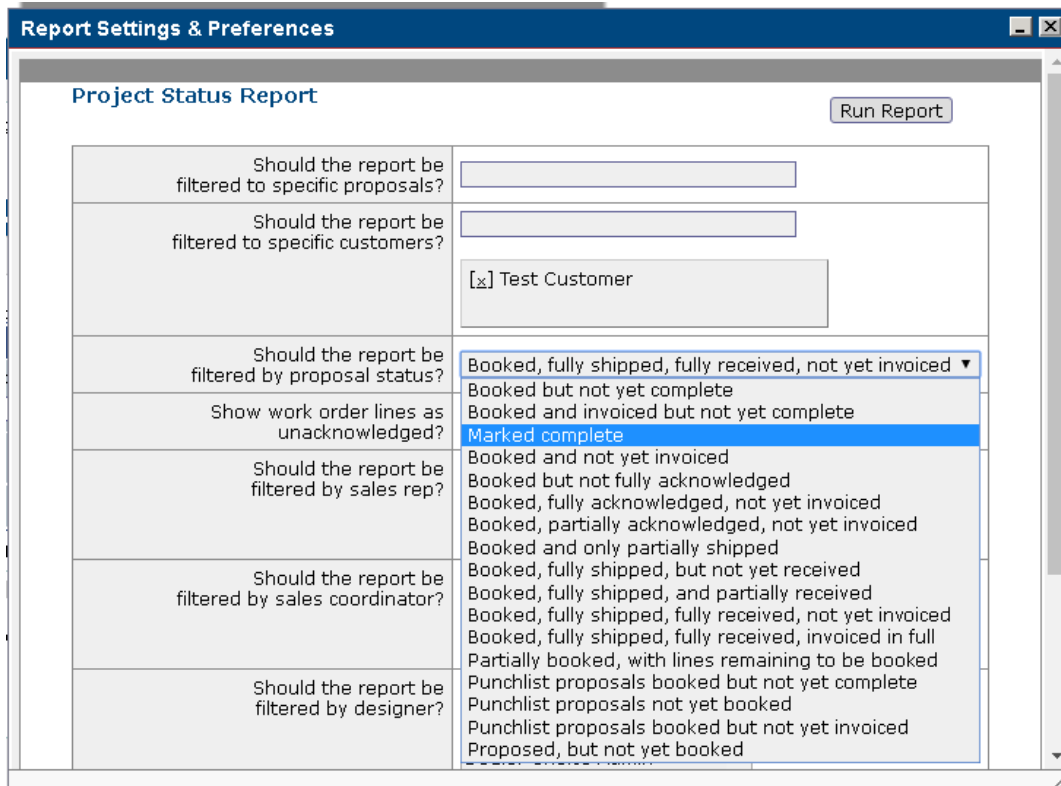 Report Settings & Preferences
Project Status Report
Run Report
Should the report be
filtered to specific proposals?
Should the report be
filtered to specific customers?
[x] Test Customer
Should the report be
filtered by proposal status?
Booked, fully shipped, fully received, not yet invoiced
Show work order lines as
unacknowledged?
Should the report be
filtered by sales rep?
Should the report be
filtered by sales coordinator?
Should the report be
filtered by designer?
Booked but not yet complete
Booked and invoiced but not yet complete
Marked complete
Booked and not yet invoiced
Booked but not fully acknowledged
Booked, fully acknowledged, not yet invoiced
Booked, partially acknowledged, not yet invoiced
Booked and only partially shipped
Booked, fully shipped, but not yet received
Booked, fully shipped, and partially received
Booked, fully shipped, fully received, not yet invoiced
Booked, fully shipped, fully received, invoiced in full
Partially booked, with lines remaining to be booked
Punchlist proposals booked but not yet complete
Punchlist proposals not yet booked
Punchlist proposals booked but not yet invoiced
Proposed, but not yet booked